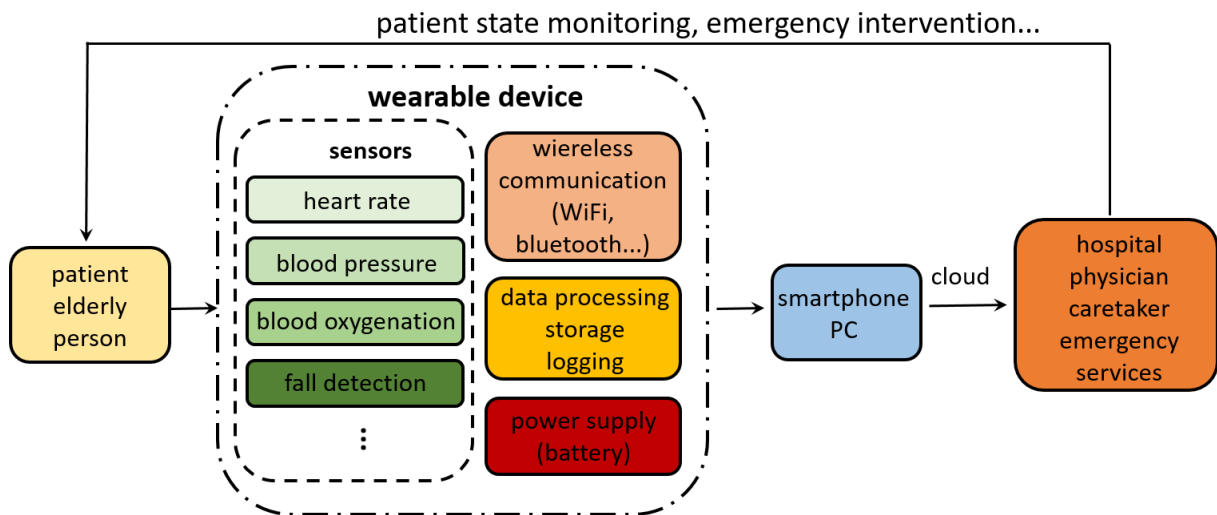 patient state monitoring, emergency intervention...
wearable device
sensors
heart rate
blood pressure
blood oxygenation
fall detection
wiereless
communication
(WiFi,
bluetooth...)
data processing
storage
logging
power supply
(battery)
patient
elderly
person
smartphone
PC
cloud
hospital
physician
caretaker
emergency
services